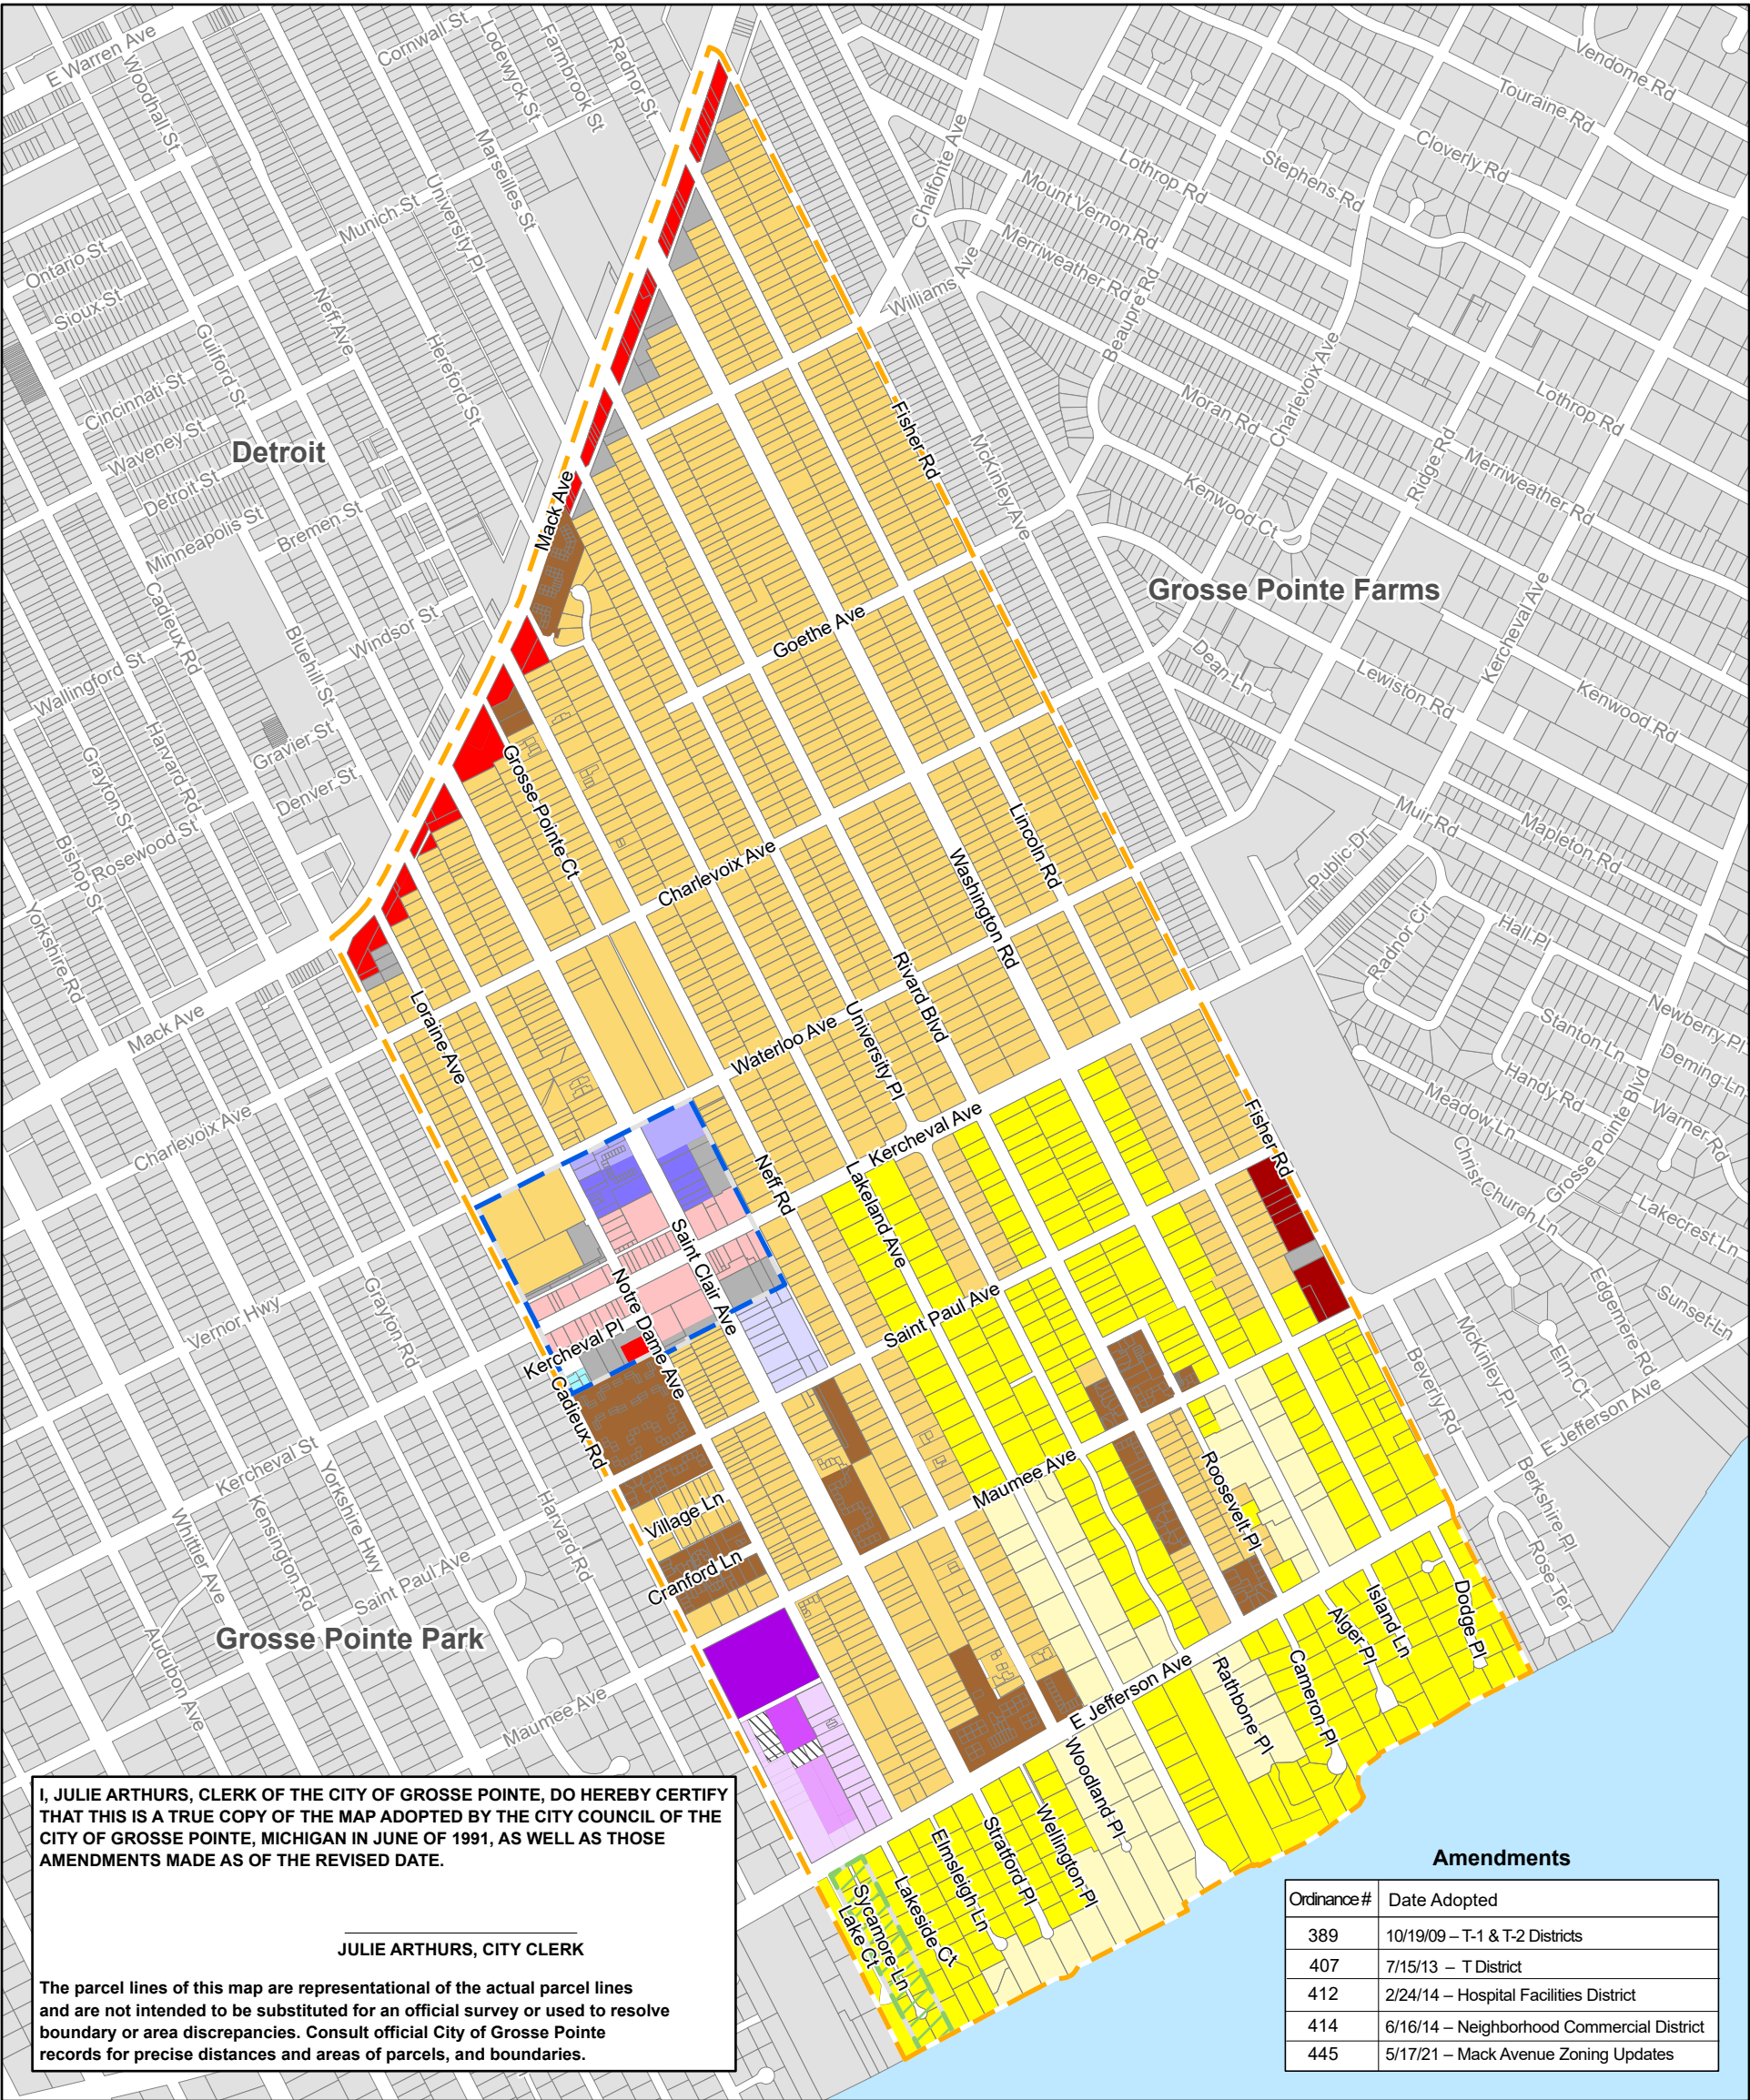 E Warren Ave
Woodhall St
Cornwall St
Lodewyck St
Farmbrook St
Radnor St
Vendome Rd
Touraine Rd
Cloverly Rd
Stephens Rd
Lothrop Rd
Mount Vernon Rd
Merriweather Rd
Chalfonte Ave
Williams Ave
Marseilles St
University Pl
Munich St
Ontario St
Sioux St
Neff Ave
Guilford St
Hereford St
Cincinnati St
Waveney St
Detroit St
Minneapolis St
Bremen St
Detroit
Beaupre Rd
Moran Rd
Charlevoix Ave
Ridge Rd
Lothrop Rd
Merriweather Rd
Kenwood Ct
Fisher Rd
McKinley Ave
Mack Ave
Grosse Pointe Farms
Kercheval Ave
Cadieux Rd
Buehill St
Windsor St
Wallingford St
Harvard Rd
Grayton St
Gravier St
Denver St
Rosewood St
Bishop St
Yorkshire Rd
Goethe Ave
Dean Ln
Lewiston Rd
Kenwood Rd
Muir Rd
Mapleton Rd
Public Dr
Radnor Cir
Hall Pl
Newberry Pl
Stanton Ln
Deming Ln
Handy Rd
Warner Rd
Meadow Ln
Grosse Pointe Blvd
Christ Church Ln
Lakecrest Ln
Edgemere Rd
Sunset Ln
Grosse Pointe Ct
Charlevoix Ave
Lincoln Rd
Washington Rd
Rivard Blvd
University Pl
Waterloo Ave
Loraine Ave
Mack Ave
Charlevoix Ave
Vernor Hwy
Grayton Rd
Kercheval Ave
Lakeland Ave
Neff Rd
Fisher Rd
Saint Clair Ave
Notre Dame Ave
Kercheval Pl
Cadieux Rd
Saint Paul Ave
Maumee Ave
Roosevelt Pl
McKinley Pl
Elm Ct
Beverly Rd
E Jefferson Ave
Berkshire Pl
Rose Ter
Kercheval St
Yorkshire Hwy
Kensington Rd
Whittier Ave
Harvard Rd
Saint Paul Ave
Audubon Ave
Grosse Pointe Park
Maumee Ave
Village Ln
Cranford Ln
E Jefferson Ave
Rathbone Pl
Cameron Pl
Alger Pl
Island Ln
Dodge Pl
Woodland Pl
Wellington Pl
Stratford Pl
Elmsleigh Ln
Lakeside Ct
Sycamore Ln
Lake Ct
I, JULIE ARTHURS, CLERK OF THE CITY OF GROSSE POINTE, DO HEREBY CERTIFY
THAT THIS IS A TRUE COPY OF THE MAP ADOPTED BY THE CITY COUNCIL OF THE
CITY OF GROSSE POINTE, MICHIGAN IN JUNE OF 1991, AS WELL AS THOSE
AMENDMENTS MADE AS OF THE REVISED DATE.
JULIE ARTHURS, CITY CLERK
The parcel lines of this map are representational of the actual parcel lines
and are not intended to be substituted for an official survey or used to resolve
boundary or area discrepancies. Consult official City of Grosse Pointe
records for precise distances and areas of parcels, and boundaries.
Amendments
Ordinance # Date Adopted
389 10/19/09 – T-1 & T-2 Districts
407 7/15/13 – T District
412 2/24/14 – Hospital Facilities District
414 6/16/14 – Neighborhood Commercial District
445 5/17/21 – Mack Avenue Zoning Updates